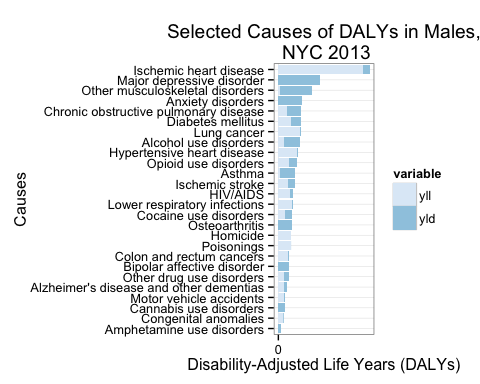 Selected Causes of DALYs in Males,
NYC 2013
Causes
Ischemic heart disease
Major depressive disorder
Other musculoskeletal disorders
Anxiety disorders
Chronic obstructive pulmonary disease
Diabetes mellitus
Lung cancer
Alcohol use disorders
Hypertensive heart disease
Opioid use disorders
Asthma
Ischemic stroke
HIV/AIDS
Lower respiratory infections
Cocaine use disorders
Osteoarthritis
Homicide
Poisonings
Colon and rectum cancers
Bipolar affective disorder
Other drug use disorders
Alzheimer's disease and other dementias
Motor vehicle accidents
Cannabis use disorders
Congenital anomalies
Amphetamine use disorders
0
Disability-Adjusted Life Years (DALYs)
variable
yll
yld